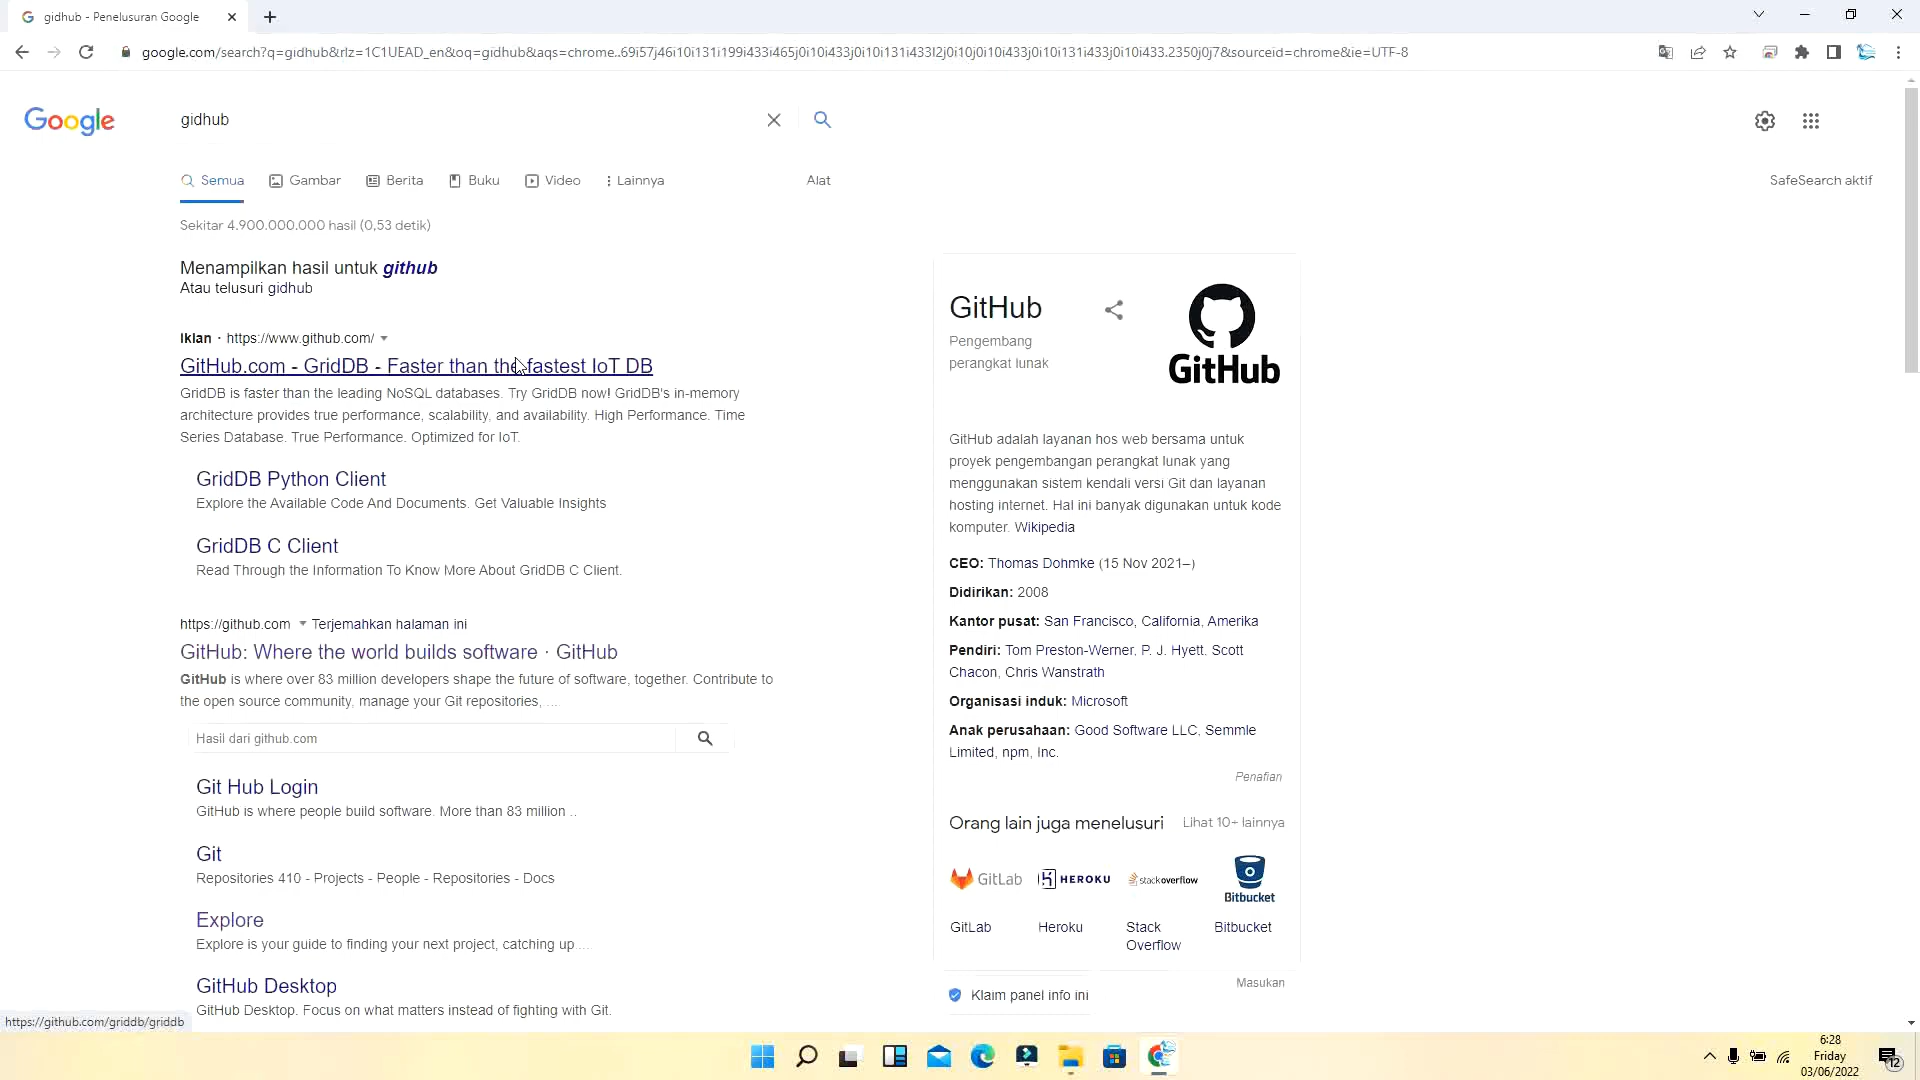 gidhub - Penelusuran Google
google.com/search?q=gidhub&rlz=1C1UEAD_en&oq=gidhub&aqs=chrome..69i57j46i10i131i199i433i465j0i10i433j0i10i131i433l2j0i10j0i10i433j0i10i131i433j0i10i433.2350j0j7&sourceid=chrome&ie=UTF-8
Google
gidhub
Semua
Gambar
Berita
Buku
Video
Lainnya
Alat
SafeSearch aktif
Sekitar 4.900.000.000 hasil (0,53 detik)
Menampilkan hasil untuk github
Atau telusuri gidhub
Iklan · https://www.github.com/
GitHub.com - GridDB - Faster than the fastest IoT DB
GridDB is faster than the leading NoSQL databases. Try GridDB now! GridDB's in-memory
architecture provides true performance, scalability, and availability. High Performance. Time
Series Database. True Performance. Optimized for IoT.
GridDB Python Client
Explore the Available Code And Documents. Get Valuable Insights
GridDB C Client
Read Through the Information To Know More About GridDB C Client.
https://github.com Terjemahkan halaman ini
GitHub: Where the world builds software · GitHub
GitHub is where over 83 million developers shape the future of software, together. Contribute to
the open source community, manage your Git repositories, ...
Hasil dari github.com
Git Hub Login
GitHub is where people build software. More than 83 million ..
Git
Repositories 410 - Projects - People - Repositories - Docs
Explore
Explore is your guide to finding your next project, catching up ...
GitHub Desktop
GitHub Desktop. Focus on what matters instead of fighting with Git.
https://github.com/griddb/griddb
GitHub
Pengembang
perangkat lunak
GitHub
GitHub adalah layanan hos web bersama untuk
proyek pengembangan perangkat lunak yang
menggunakan sistem kendali versi Git dan layanan
hosting internet. Hal ini banyak digunakan untuk kode
komputer. Wikipedia
CEO: Thomas Dohmke (15 Nov 2021–)
Didirikan: 2008
Kantor pusat: San Francisco, California, Amerika
Pendiri: Tom Preston-Werner, P. J. Hyett, Scott
Chacon, Chris Wanstrath
Organisasi induk: Microsoft
Anak perusahaan: Good Software LLC, Semmle
Limited, npm, Inc.
Penafian
Orang lain juga menelusuri
Lihat 10+ lainnya
GitLab
HEROKU
stackoverflow
Bitbucket
GitLab
Heroku
Stack
Overflow
Bitbucket
Masukan
Klaim panel info ini
6:28
Friday
03/06/2022
12